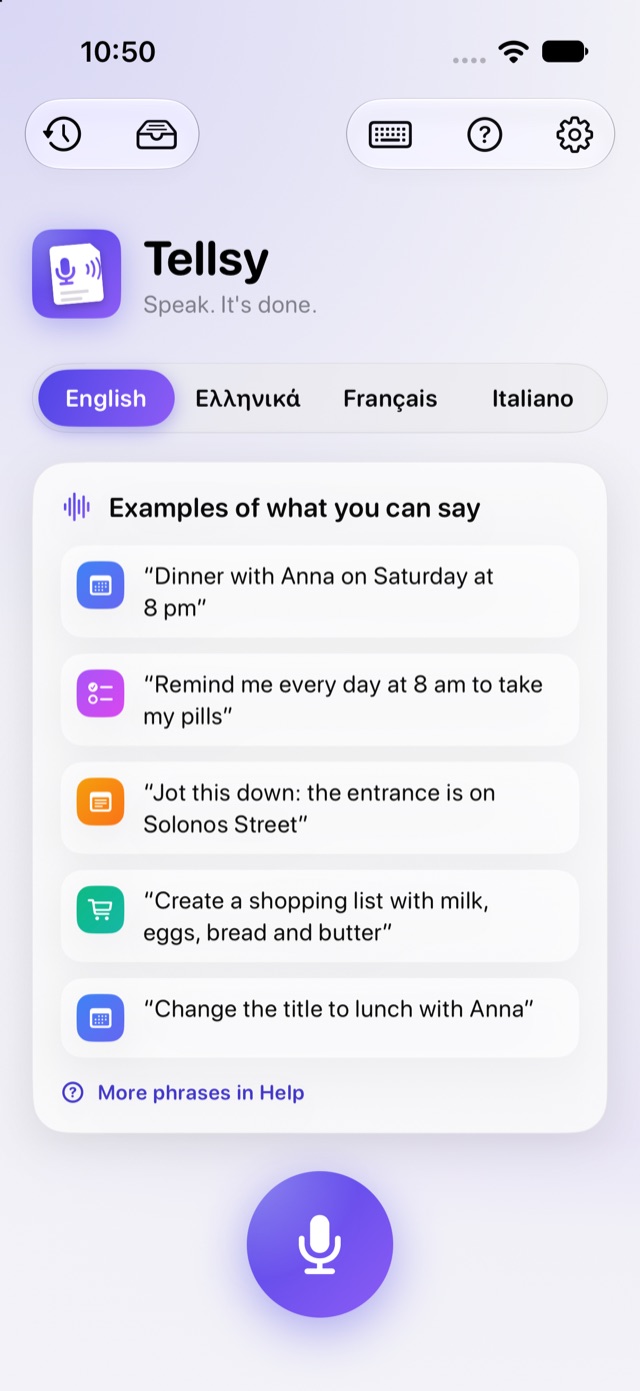 10:50
Tellsy
Speak. It's done.
English Ελληνικά Français Italiano
Examples of what you can say
“Dinner with Anna on Saturday at
8 pm”
“Remind me every day at 8 am to take
my pills”
“Jot this down: the entrance is on
Solonos Street”
“Create a shopping list with milk,
eggs, bread and butter”
“Change the title to lunch with Anna”
More phrases in Help